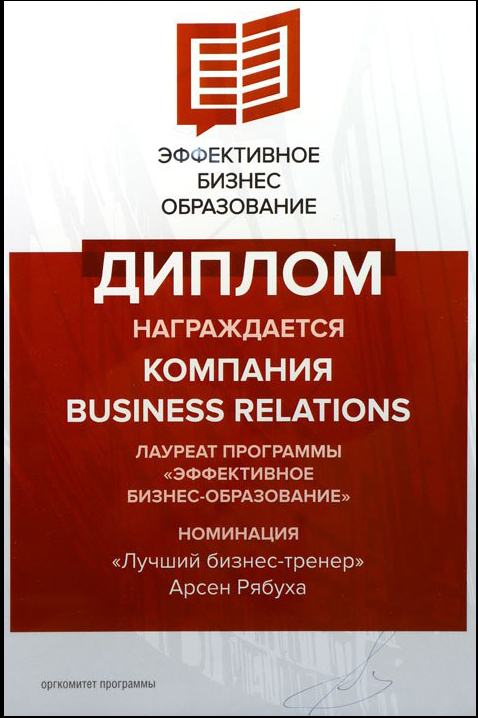 ЭФФЕКТИВНОЕ
БИЗНЕС
ОБРАЗОВАНИЕ
ДИПЛОМ
НАГРАЖДАЕТСЯ
КОМПАНИЯ
BUSINESS RELATIONS
ЛАУРЕАТ ПРОГРАММЫ
«ЭФФЕКТИВНОЕ
БИЗНЕС-ОБРАЗОВАНИЕ»
НОМИНАЦИЯ
«Лучший бизнес-тренер»
Арсен Рябуха
оргкомитет программы